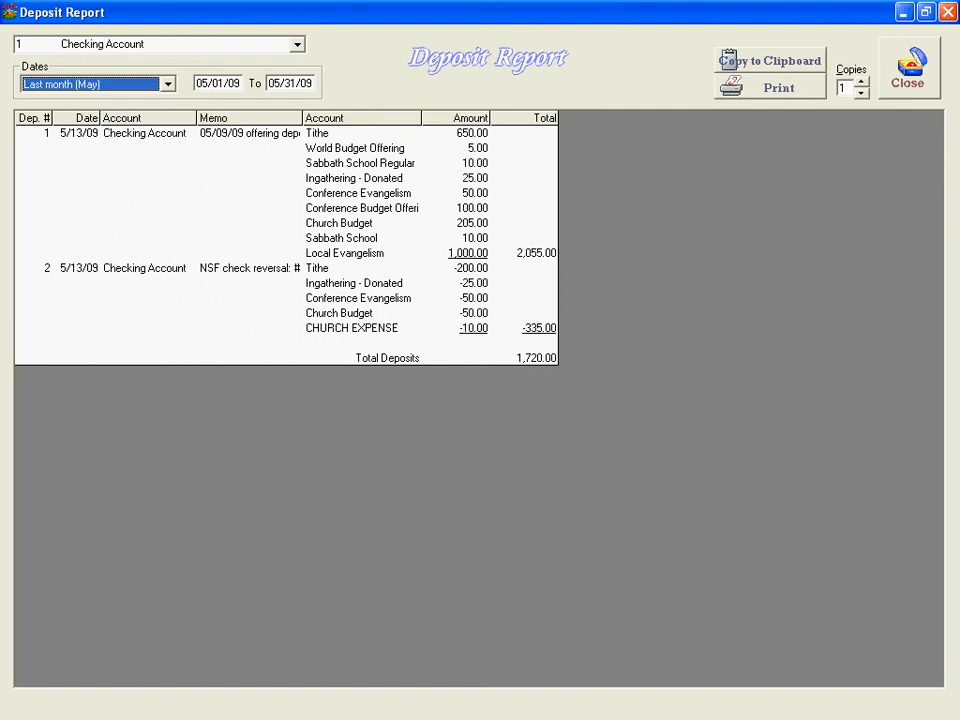 Deposit Report
1 Checking Account
Deposit Report
Copy to Clipboard
Print
Copies
1
Close
Dates
Last month (May) 05/01/09 To 05/31/09
Dep. # Date Account Memo Account Amount Total
1 5/13/09 Checking Account 05/09/09 offering depo Tithe 650.00
World Budget Offering 5.00
Sabbath School Regular 10.00
Ingathering - Donated 25.00
Conference Evangelism 50.00
Conference Budget Offeri 100.00
Church Budget 205.00
Sabbath School 10.00
Local Evangelism 1,000.00 2,055.00
2 5/13/09 Checking Account NSF check reversal: # Tithe -200.00
Ingathering - Donated -25.00
Conference Evangelism -50.00
Church Budget -50.00
CHURCH EXPENSE -10.00 -335.00
Total Deposits 1,720.00